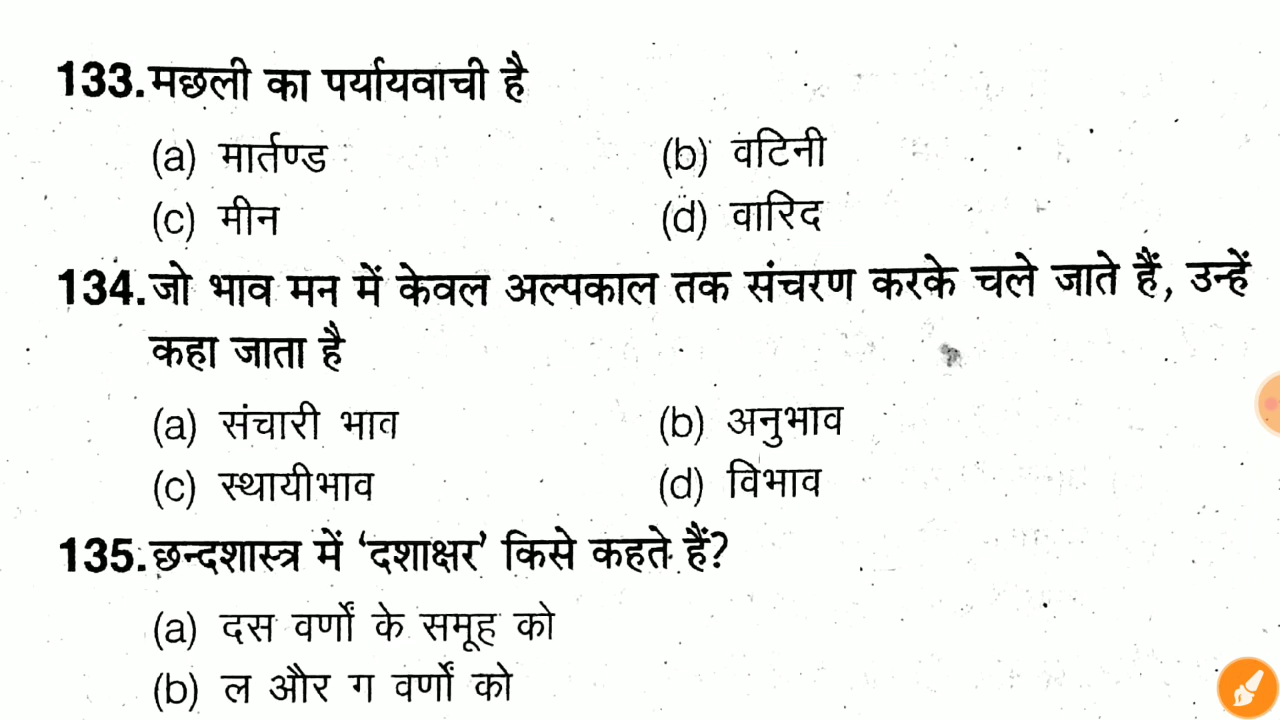 133. मछली का पर्यायवाची है
(a) मार्तण्ड (b) वटिनी
(c) मीन (d) वारिद
134. जो भाव मन में केवल अल्पकाल तक संचरण करके चले जाते हैं, उन्हें
कहा जाता है
(a) संचारी भाव (b) अनुभाव
(c) स्थायीभाव (d) विभाव
135. छन्दशास्त्र में ‘दशाक्षर’ किसे कहते हैं?
(a) दस वर्णों के समूह को
(b) ल और ग वर्णों को